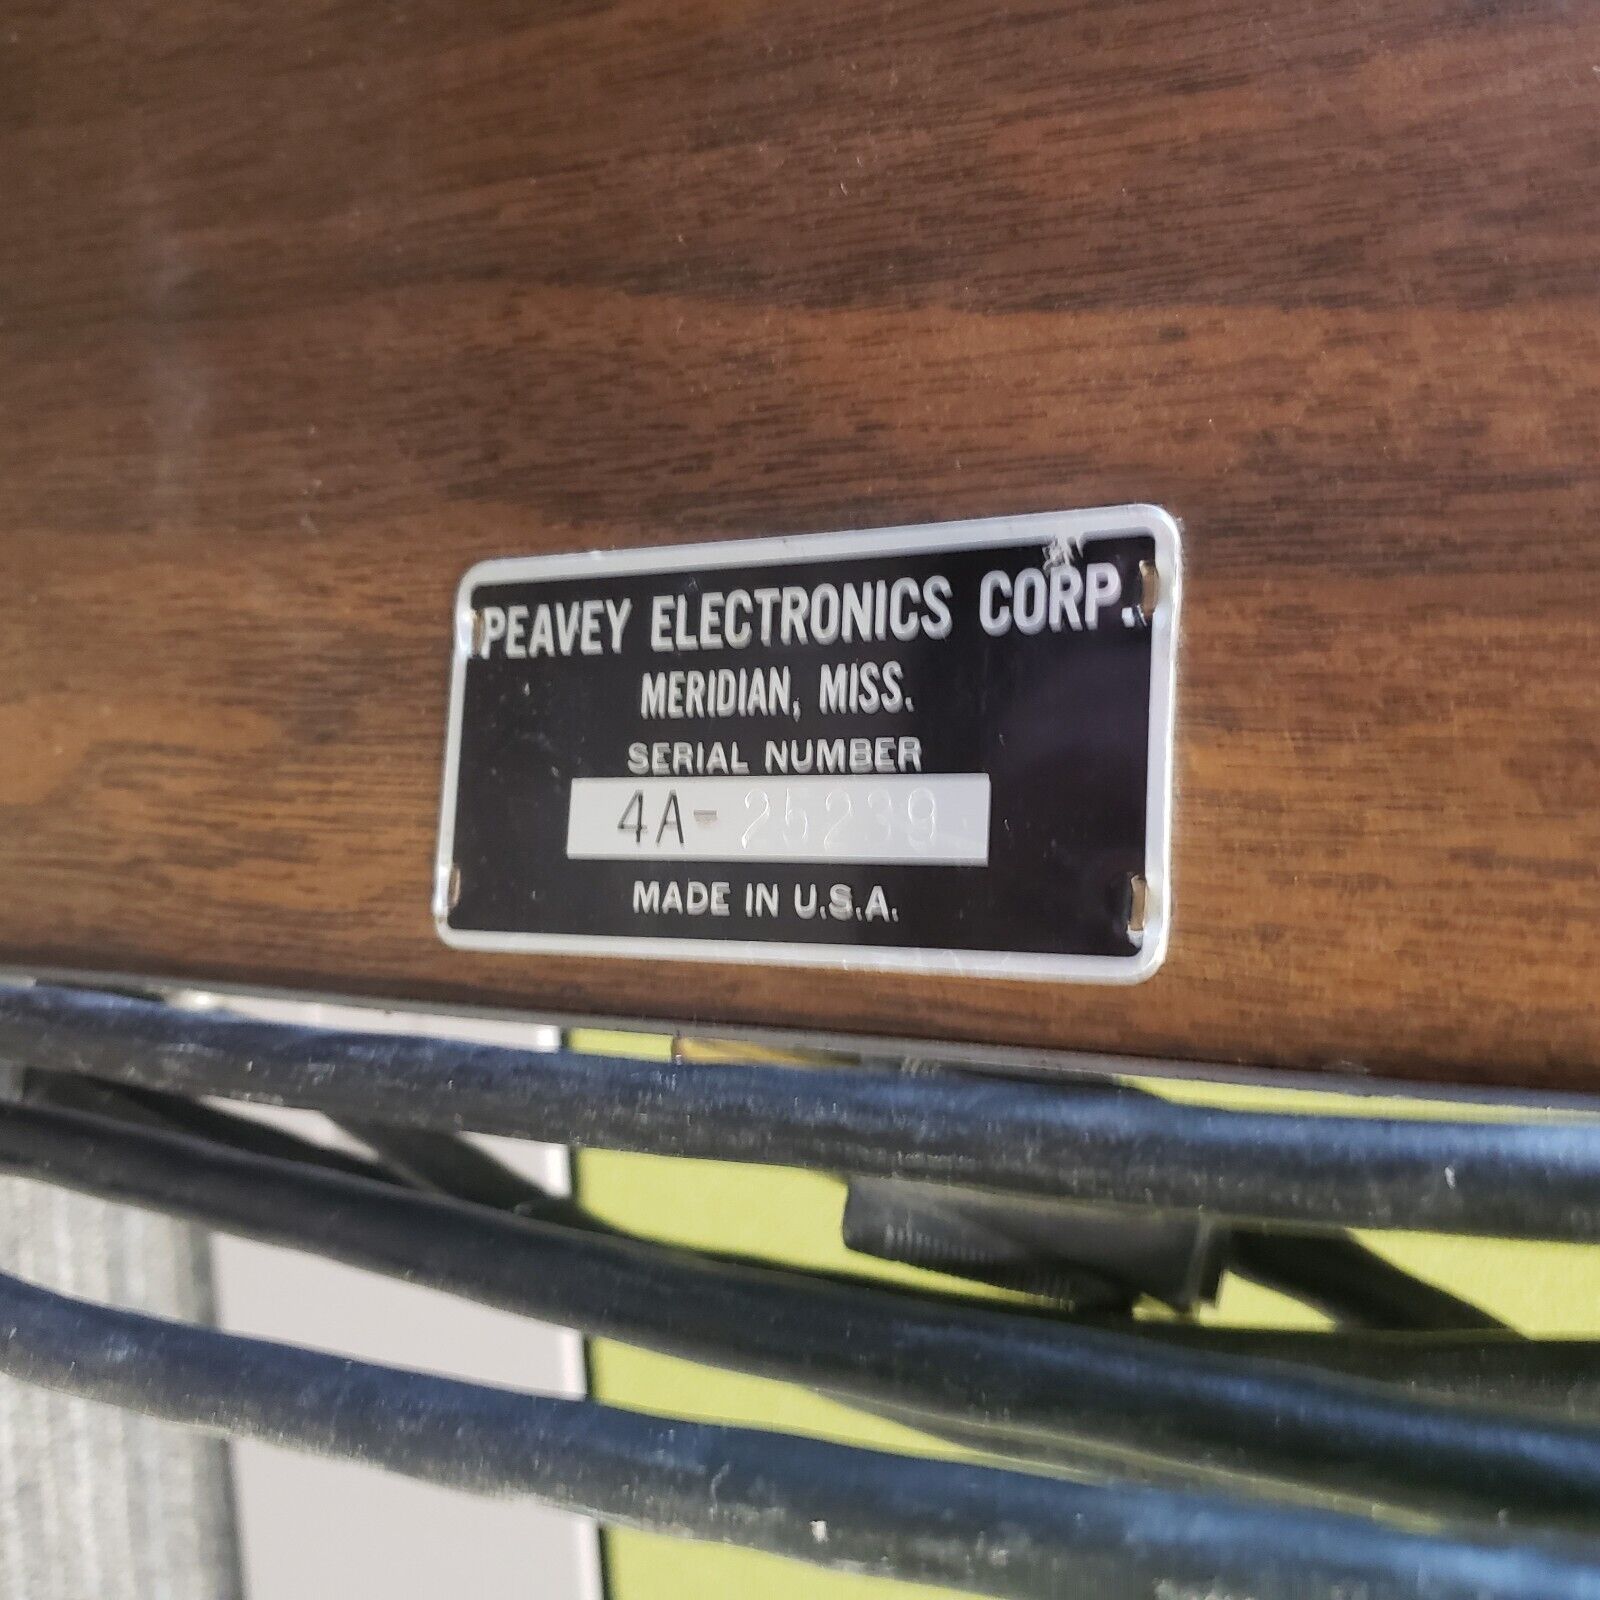 PEAVEY ELECTRONICS CORP.
MERIDIAN, MISS.
SERIAL NUMBER
4A-25239
MADE IN U.S.A.